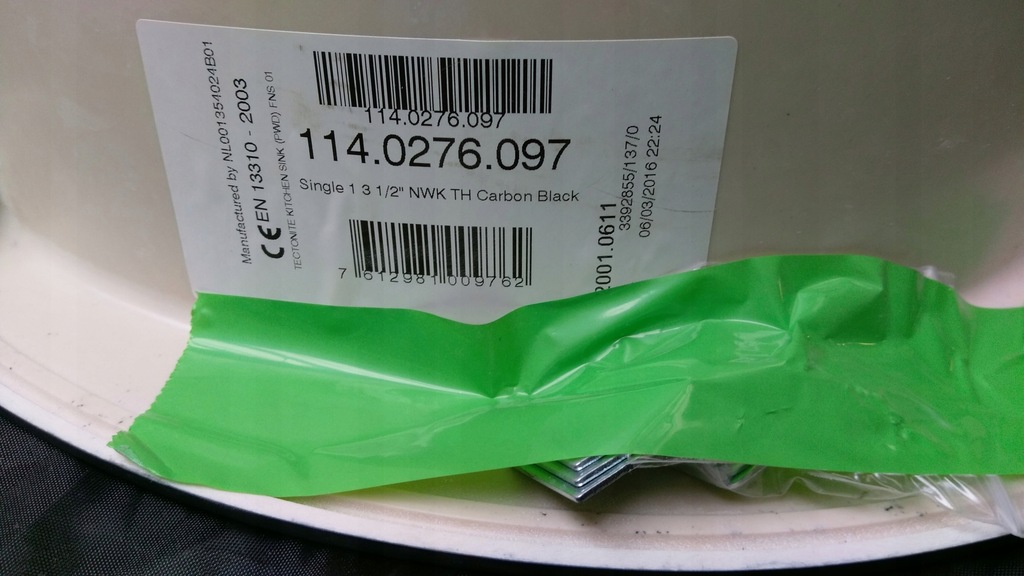 Manufactured by NL001354024B01
CE EN 13310 - 2003
TECTONITE KITCHEN SINK (PWD) FNS 01
114.0276.097
114.0276.097
Single 1 3 1/2" NWK TH Carbon Black
7 612981 009762
2001.0611
3392855/137/0
06/03/2016 22:24